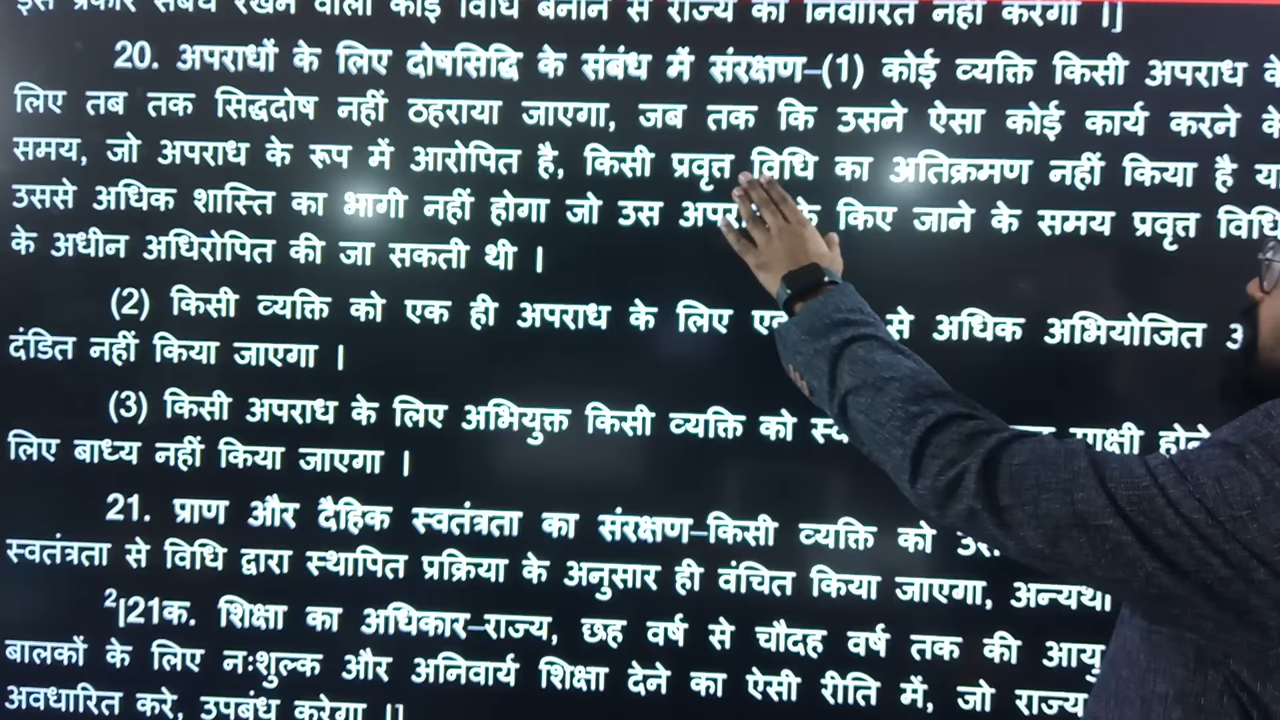 इस प्रकार संबंध रखने वाली कोई विधि बनाने से राज्य को निवारित नहीं करेगी ।]
20. अपराधों के लिए दोषसिद्धि के संबंध में संरक्षण–(1) कोई व्यक्ति किसी अपराध के
लिए तब तक सिद्धदोष नहीं ठहराया जाएगा, जब तक कि उसने ऐसा कोई कार्य करने के
समय, जो अपराध के रूप में आरोपित है, किसी प्रवृत्त विधि का अतिक्रमण नहीं किया है या
उससे अधिक शास्ति का भागी नहीं होगा जो उस के किए जाने के समय प्रवृत्त विधि
के अधीन अधिरोपित की जा सकती थी ।
(2) किसी व्यक्ति को एक ही अपराध के लिए से अधिक अभियोजित
दंडित नहीं किया जाएगा ।
(3) किसी अपराध के लिए अभियुक्त किसी व्यक्ति को साक्षी होने
लिए बाध्य नहीं किया जाएगा ।
21. प्राण और दैहिक स्वतंत्रता का संरक्षण–किसी व्यक्ति को
स्वतंत्रता से विधि द्वारा स्थापित प्रक्रिया के अनुसार ही वंचित किया जाएगा, अन्यथा
2[21क. शिक्षा का अधिकार–राज्य, छह वर्ष से चौदह वर्ष तक की आयु
बालकों के लिए नःशुल्क और अनिवार्य शिक्षा देने का ऐसी रीति में, जो राज्य
अवधारित करे, उपबंध करेगा ।]